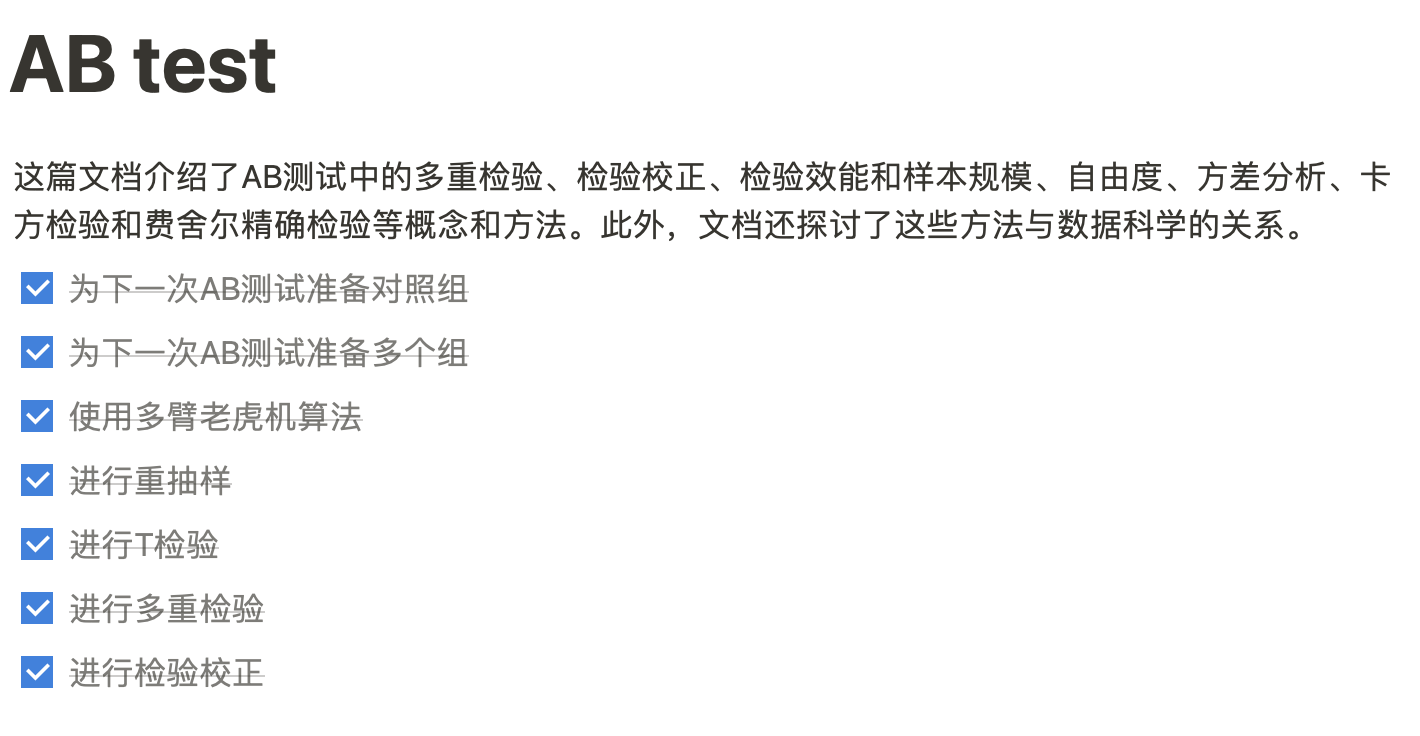 AB test
这篇文档介绍了AB测试中的多重检验、检验校正、检验效能和样本规模、自由度、方差分析、卡
方检验和费舍尔精确检验等概念和方法。此外，文档还探讨了这些方法与数据科学的关系。
为下一次AB测试准备对照组
为下一次AB测试准备多个组
使用多臂老虎机算法
进行重抽样
进行T检验
进行多重检验
进行检验校正